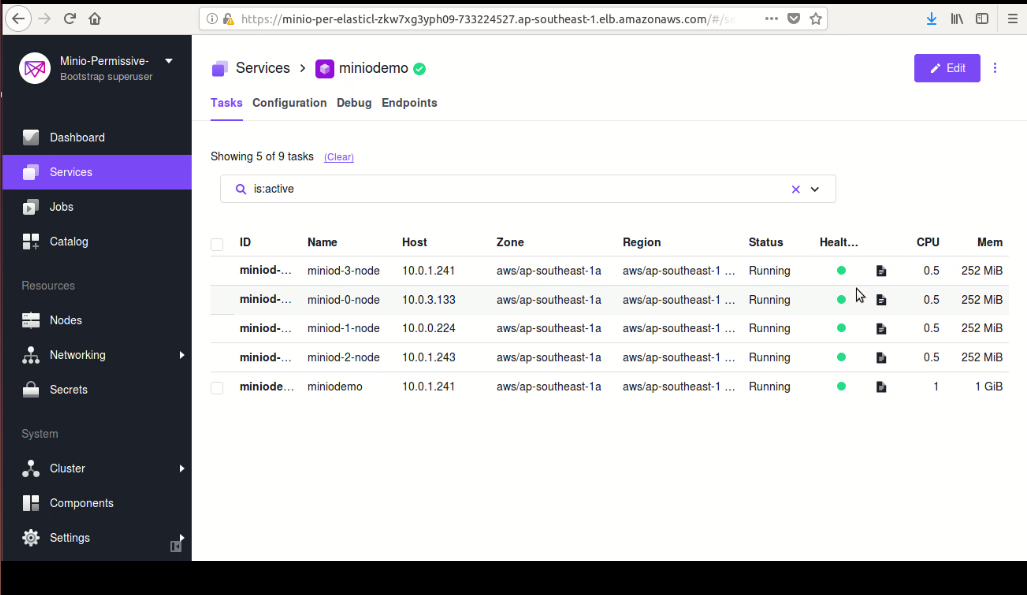 https://minio-per-elasticl-zkw7xg3yph09-733224527.ap-southeast-1.elb.amazonaws.com/#/se
Minio-Permissive-
Bootstrap superuser
Dashboard
Services
Jobs
Catalog
Resources
Nodes
Networking
Secrets
System
Cluster
Components
Settings
Services > miniodemo
Edit
Tasks Configuration Debug Endpoints
Showing 5 of 9 tasks (Clear)
is:active
ID Name Host Zone Region Status Healt... CPU Mem
miniod-... miniod-3-node 10.0.1.241 aws/ap-southeast-1a aws/ap-southeast-1 ... Running 0.5 252 MiB
miniod-... miniod-0-node 10.0.3.133 aws/ap-southeast-1a aws/ap-southeast-1 ... Running 0.5 252 MiB
miniod-... miniod-1-node 10.0.0.224 aws/ap-southeast-1a aws/ap-southeast-1 ... Running 0.5 252 MiB
miniod-... miniod-2-node 10.0.1.243 aws/ap-southeast-1a aws/ap-southeast-1 ... Running 0.5 252 MiB
miniode... miniodemo 10.0.1.241 aws/ap-southeast-1a aws/ap-southeast-1 ... Running 1 1 GiB